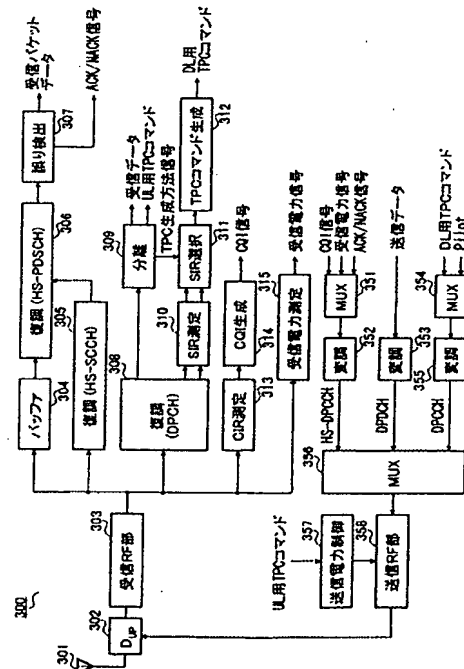 300
301
302
D_UP
303
受信RF部
304
バッファ
305
復調(HS-SCCH)
306
復調(HS-PDSCH)
307
誤り検出
受信パケット
データ
ACK/NACK信号
308
復調
(DPCH)
309
分離
受信データ
UL用TPCコマンド
TPC生成方法信号
310
SIR測定
311
SIR選択
312
TPCコマンド生成
DL用
TPCコマンド
313
CIR測定
314
CQI生成
CQI信号
315
受信電力測定
受信電力信号
CQI信号
受信電力信号
ACK/NACK信号
351
MUX
352
変調
HS-DPCCH
送信データ
353
変調
DPDCH
DL用TPCコマンド
Pilot
354
MUX
355
変調
DPCCH
356
MUX
UL用TPCコマンド
357
送信電力制御
358
送信RF部